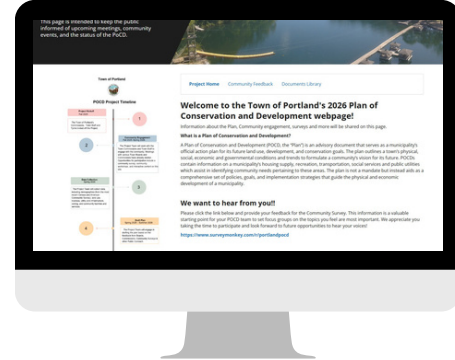 This page is intended to keep the public
informed of upcoming meetings, community
events, and the status of the PoCD.
Town of Portland
POCD Project Timeline
1
2
3
4
Project Home Community Feedback Documents Library
Welcome to the Town of Portland's 2026 Plan of
Conservation and Development webpage!
Information about the Plan, Community engagement, surveys and more will be shared on this page.
What is a Plan of Conservation and Development?
A Plan of Conservation and Development (POCD, the "Plan") is an advisory document that serves as a municipality's
official action plan for its future land use, development, and conservation goals. The plan outlines a town's physical,
social, economic and governmental conditions and trends to formulate a community's vision for its future. POCDs
contain information on a municipality's housing supply, recreation, transportation, social services and public utilities
which assist in identifying community needs pertaining to these areas. The plan is not a mandate but instead aids as a
comprehensive set of policies, goals, and implementation strategies that guide the physical and economic
development of a municipality.
We want to hear from you!!
Please click the link below and provide your feedback for the Community Survey. This information is a valuable
starting point for your POCD team to set focus groups on the topics you feel are most important. We appreciate you
taking the time to participate and look forward to future opportunities to hear your voices!
https://www.surveymonkey.com/r/portlandpocd